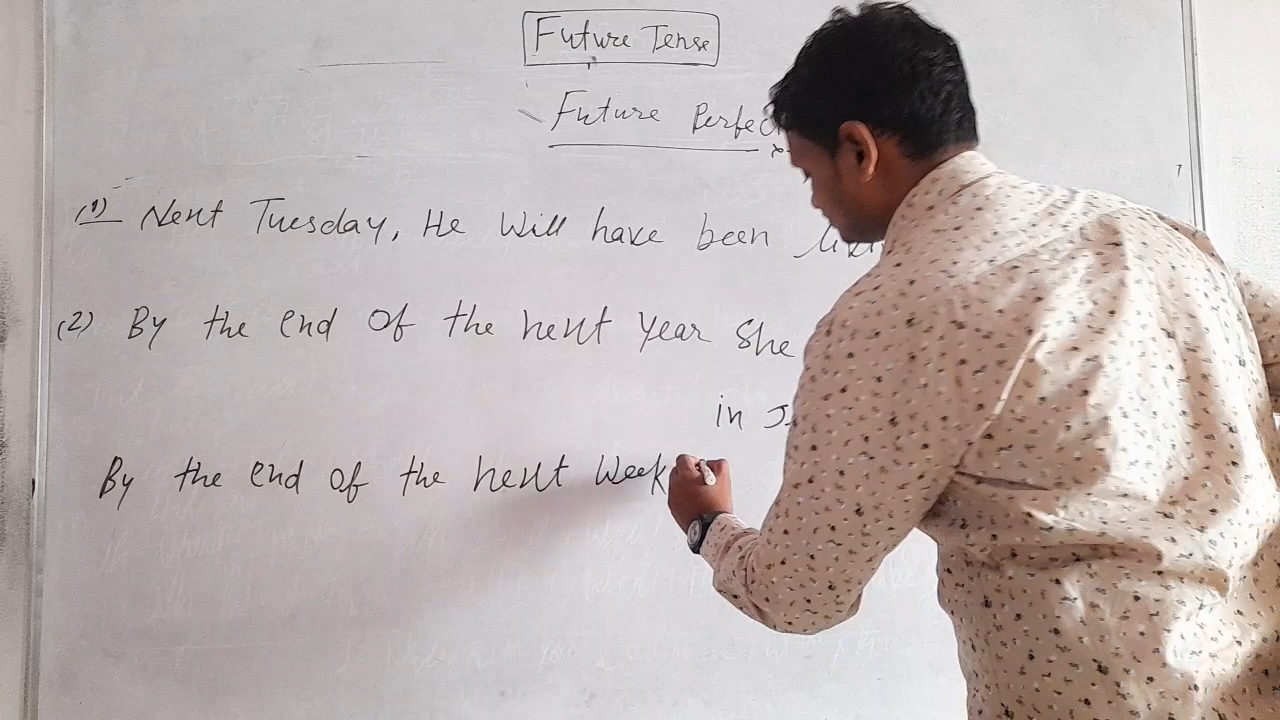 Future Tense
Future Perfec
(1) Next Tuesday, He Will have been
(2) By the end of the next year She
in
By the end of the next Week